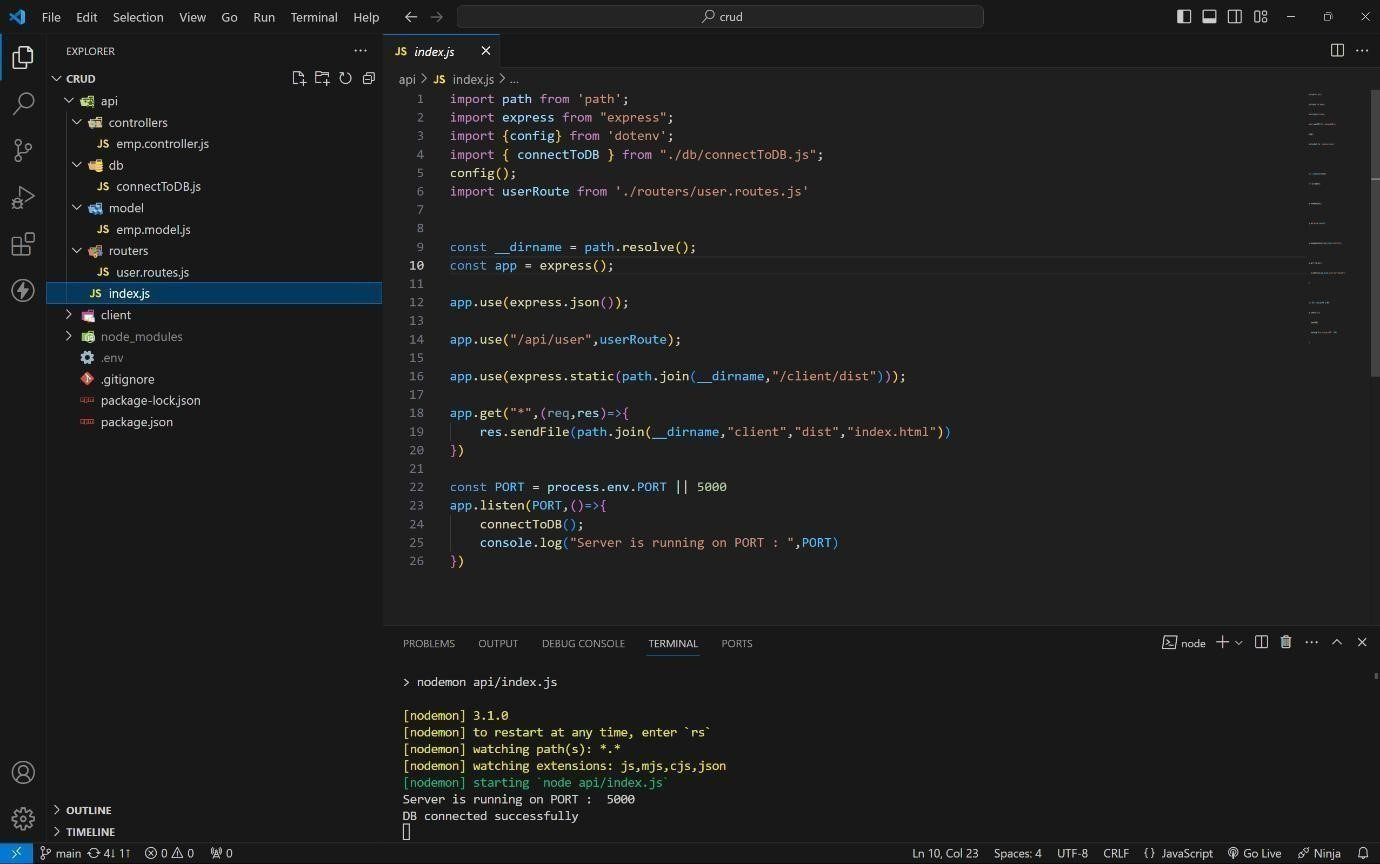 File Edit Selection View Go Run Terminal Help
crud
EXPLORER
CRUD
api
controllers
JS emp.controller.js
db
JS connectToDB.js
model
JS emp.model.js
routers
JS user.routes.js
JS index.js
client
node_modules
.env
.gitignore
package-lock.json
package.json
OUTLINE
TIMELINE
JS index.js
api > JS index.js > ...
1 import path from 'path';
2 import express from "express";
3 import {config} from 'dotenv';
4 import { connectToDB } from "./db/connectToDB.js";
5 config();
6 import userRoute from './routers/user.routes.js'
7
8
9 const __dirname = path.resolve();
10 const app = express();
11
12 app.use(express.json());
13
14 app.use("/api/user",userRoute);
15
16 app.use(express.static(path.join(__dirname,"/client/dist")));
17
18 app.get("*",(req,res)=>{
19 res.sendFile(path.join(__dirname,"client","dist","index.html"))
20 })
21
22 const PORT = process.env.PORT || 5000
23 app.listen(PORT,()=>{
24 connectToDB();
25 console.log("Server is running on PORT : ",PORT)
26 })
PROBLEMS OUTPUT DEBUG CONSOLE TERMINAL PORTS
node
> nodemon api/index.js
[nodemon] 3.1.0
[nodemon] to restart at any time, enter `rs`
[nodemon] watching path(s): *.*
[nodemon] watching extensions: js,mjs,cjs,json
[nodemon] starting `node api/index.js`
Server is running on PORT :  5000
DB connected successfully
main 4↓ 1↑ 0 0 0
Ln 10, Col 23 Spaces: 4 UTF-8 CRLF {} JavaScript Go Live Ninja